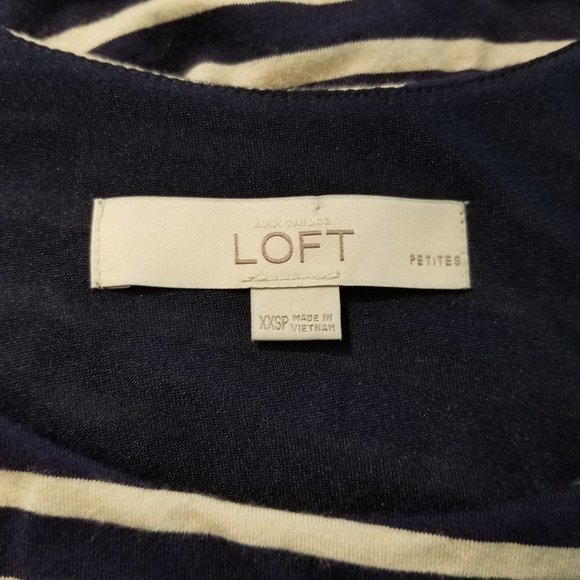 ANN TAYLOR
LOFT
PETITES
XXSP MADE IN
VIETNAM